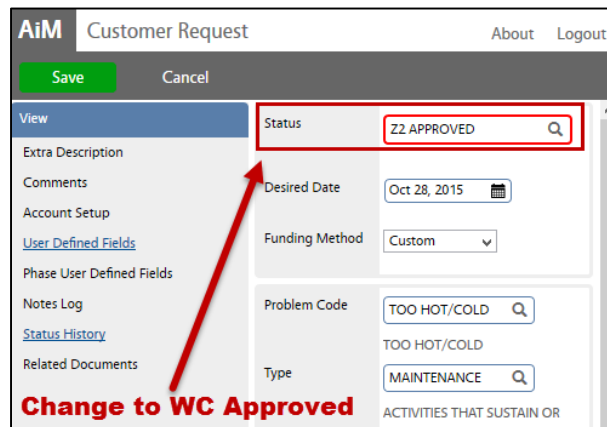 AiM Customer Request About Logout
Save Cancel
View
Extra Description
Comments
Account Setup
User Defined Fields
Phase User Defined Fields
Notes Log
Status History
Related Documents
Status Z2 APPROVED
Desired Date Oct 28, 2015
Funding Method Custom
Problem Code TOO HOT/COLD
TOO HOT/COLD
Type MAINTENANCE
ACTIVITIES THAT SUSTAIN OR
Change to WC Approved